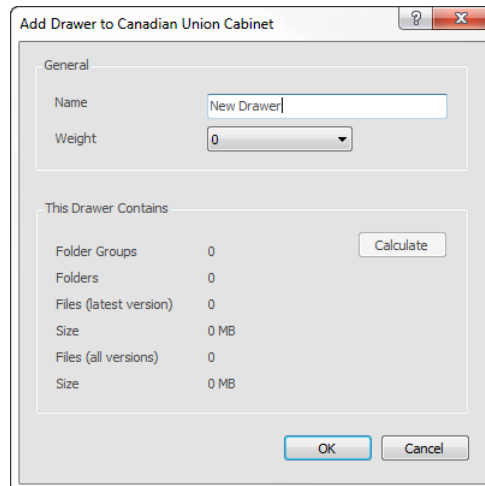 Add Drawer to Canadian Union Cabinet
General
Name New Drawer
Weight 0
This Drawer Contains
Folder Groups 0 Calculate
Folders 0
Files (latest version) 0
Size 0 MB
Files (all versions) 0
Size 0 MB
OK Cancel